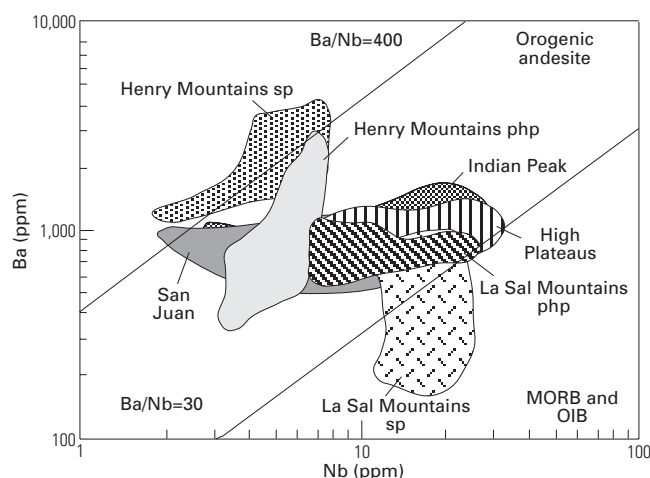 10,000
Ba/Nb=400
Orogenic
andesite
Henry Mountains sp
Henry Mountains php
Indian Peak
Ba (ppm)
1,000
High
Plateaus
San
Juan
La Sal Mountains
php
Ba/Nb=30
La Sal Mountains
sp
MORB and
OIB
100
1
10
100
Nb (ppm)